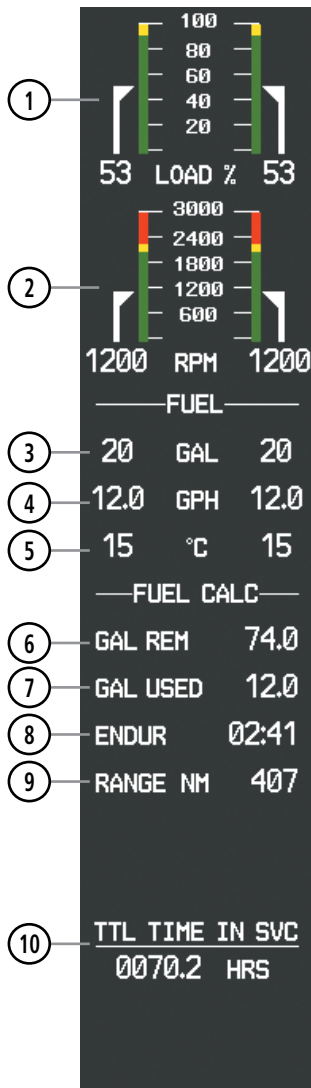 100
80
60
1
40
20
53 LOAD % 53
3000
2400
1800
2
1200
600
1200 RPM 1200
FUEL
3 20 GAL 20
4 12.0 GPH 12.0
5 15 °C 15
FUEL CALC
6 GAL REM 74.0
7 GAL USED 12.0
8 ENDUR 02:41
9 RANGE NM 407
10 TTL TIME IN SVC
0070.2 HRS